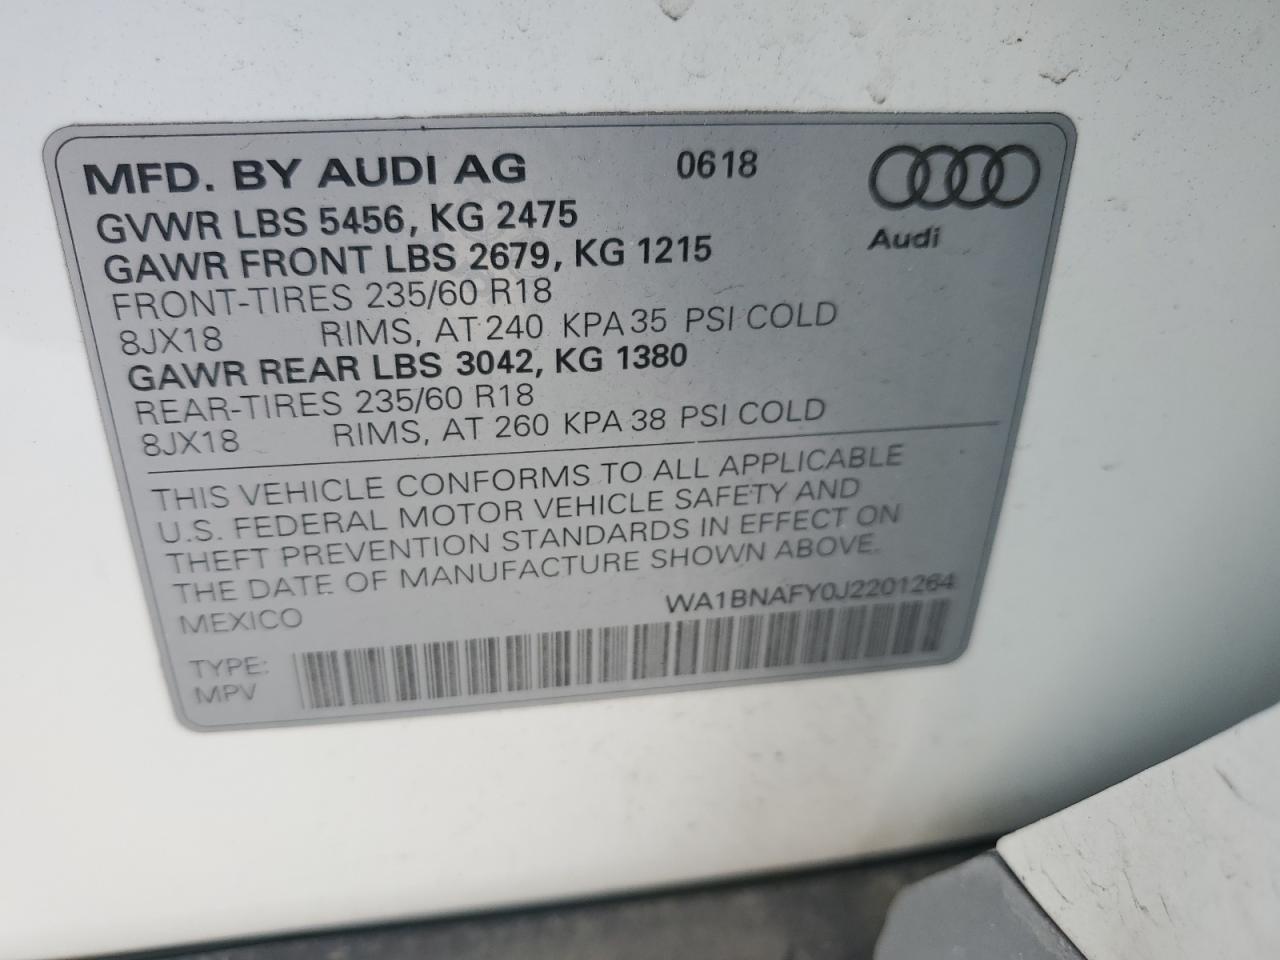 MFD. BY AUDI AG 0618
GVWR LBS 5456, KG 2475
GAWR FRONT LBS 2679, KG 1215
Audi
FRONT-TIRES 235/60 R18
8JX18 RIMS, AT 240 KPA 35 PSI COLD
GAWR REAR LBS 3042, KG 1380
REAR-TIRES 235/60 R18
8JX18 RIMS, AT 260 KPA 38 PSI COLD
THIS VEHICLE CONFORMS TO ALL APPLICABLE
U.S. FEDERAL MOTOR VEHICLE SAFETY AND
THEFT PREVENTION STANDARDS IN EFFECT ON
THE DATE OF MANUFACTURE SHOWN ABOVE.
MEXICO WA1BNAFY0J2201264
TYPE:
MPV